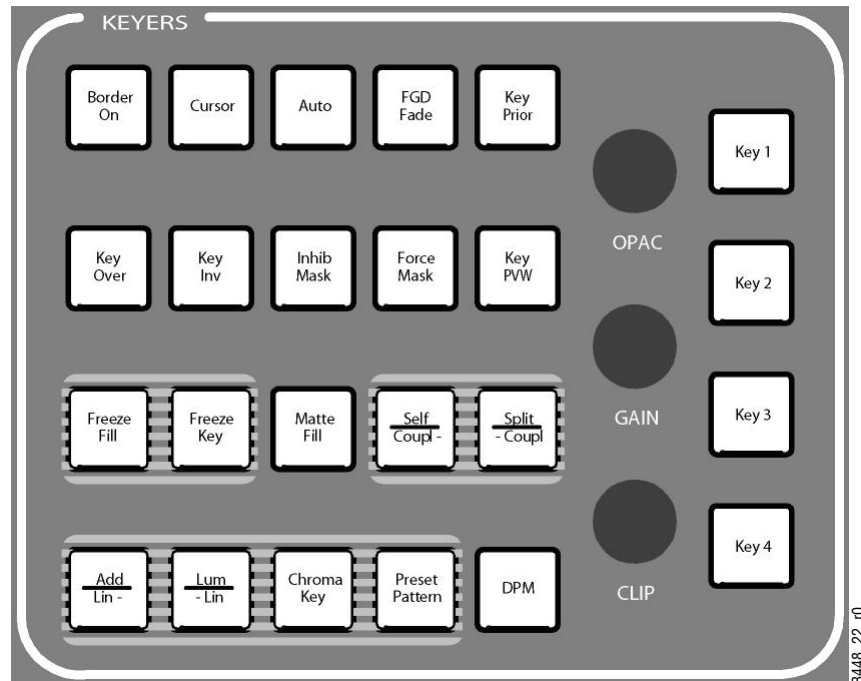 KEYERS
Border
On
Cursor
Auto
FGD
Fade
Key
Prior
Key 1
OPAC
Key
Over
Key
Inv
Inhib
Mask
Force
Mask
Key
PVW
Key 2
Freeze
Fill
Freeze
Key
Matte
Fill
Self
Coupl -
Split
- Coupl
GAIN
Key 3
Add
Lin -
Lum
- Lin
Chroma
Key
Preset
Pattern
DPM
CLIP
Key 4